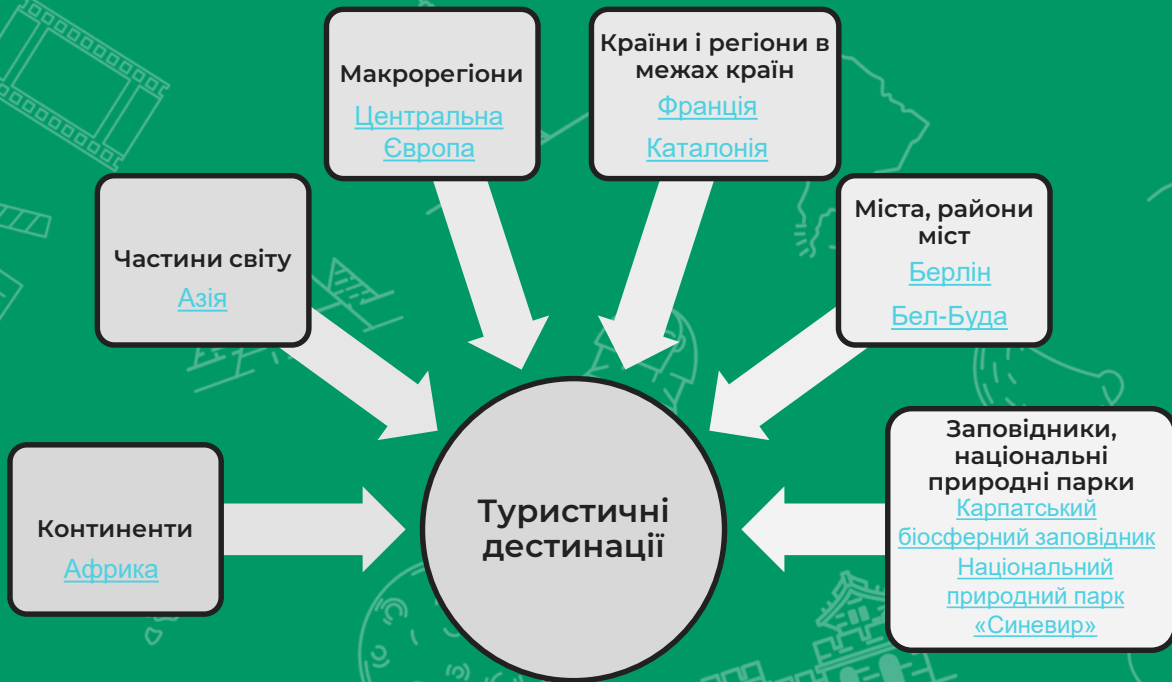 Континенти
Африка
Частини світу
Азія
Макрорегіони
Центральна
Європа
Країни і регіони в
межах країн
Франція
Каталонія
Міста, райони
міст
Берлін
Бел-Буда
Заповідники,
національні
природні парки
Карпатський
біосферний заповідник
Національний
природний парк
«Синевир»
Туристичні
дестинації